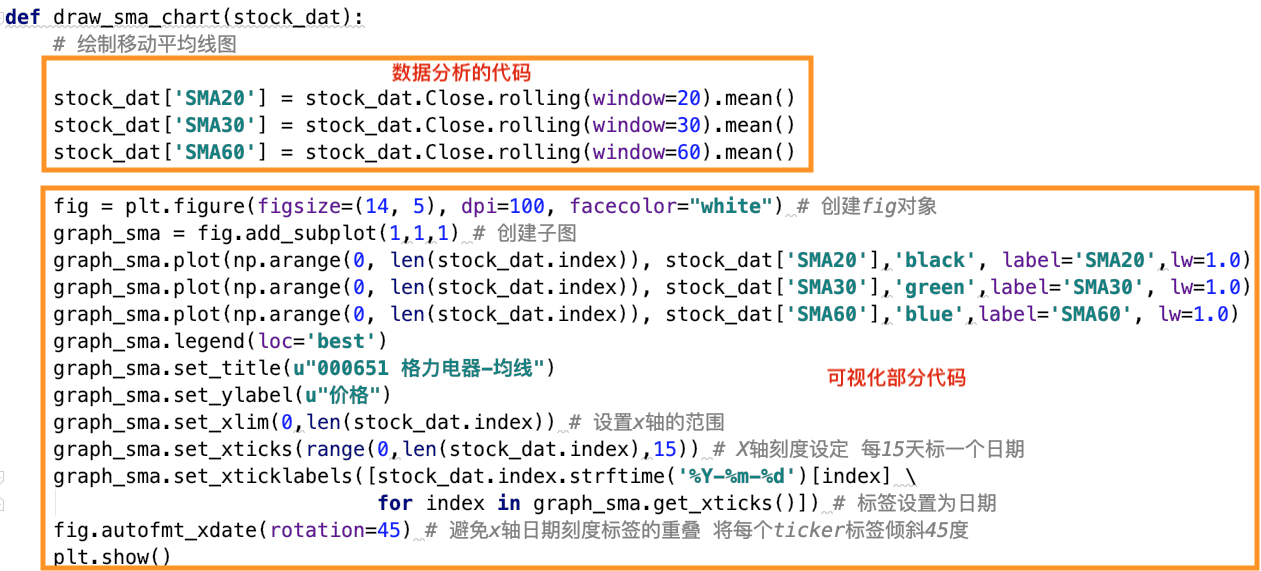 def draw_sma_chart(stock_dat):
# 绘制移动平均线图
数据分析的代码
stock_dat['SMA20'] = stock_dat.Close.rolling(window=20).mean()
stock_dat['SMA30'] = stock_dat.Close.rolling(window=30).mean()
stock_dat['SMA60'] = stock_dat.Close.rolling(window=60).mean()
fig = plt.figure(figsize=(14, 5), dpi=100, facecolor="white") # 创建fig对象
graph_sma = fig.add_subplot(1,1,1) # 创建子图
graph_sma.plot(np.arange(0, len(stock_dat.index)), stock_dat['SMA20'],'black', label='SMA20',lw=1.0)
graph_sma.plot(np.arange(0, len(stock_dat.index)), stock_dat['SMA30'],'green',label='SMA30', lw=1.0)
graph_sma.plot(np.arange(0, len(stock_dat.index)), stock_dat['SMA60'],'blue',label='SMA60', lw=1.0)
graph_sma.legend(loc='best')
graph_sma.set_title(u"000651 格力电器-均线")
可视化部分代码
graph_sma.set_ylabel(u"价格")
graph_sma.set_xlim(0,len(stock_dat.index)) # 设置x轴的范围
graph_sma.set_xticks(range(0,len(stock_dat.index),15)) # X轴刻度设定 每15天标一个日期
graph_sma.set_xticklabels([stock_dat.index.strftime('%Y-%m-%d')[index] \
for index in graph_sma.get_xticks()]) # 标签设置为日期
fig.autofmt_xdate(rotation=45) # 避免x轴日期刻度标签的重叠 将每个ticker标签倾斜45度
plt.show()